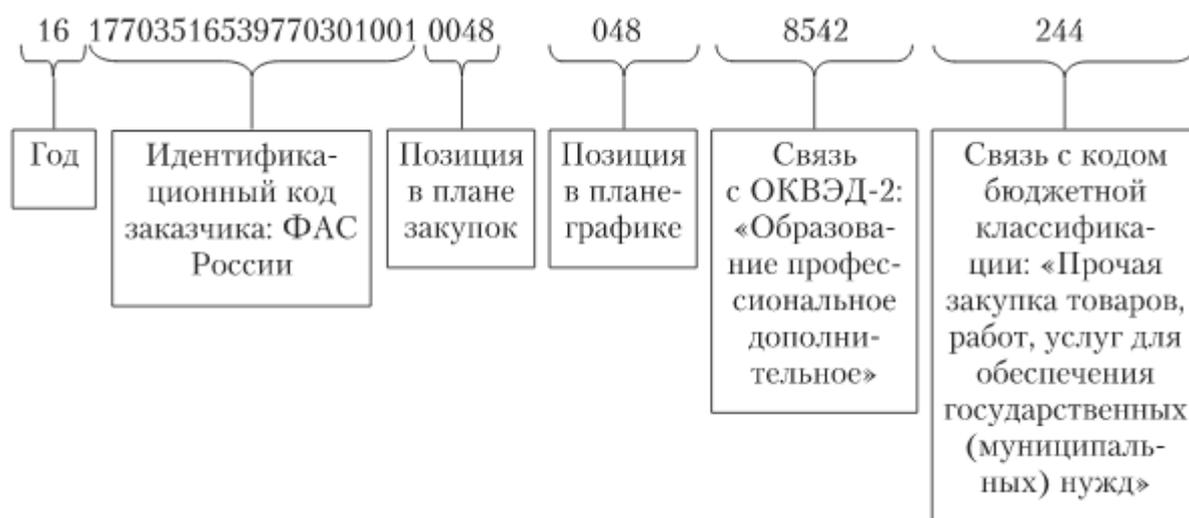 16 17703516539770301001 0048 048 8542 244
Год
Идентифика-
ционный код
заказчика: ФАС
России
Позиция
в плане
закупок
Позиция
в плане-
графике
Связь
с ОКВЭД-2:
«Образова-
ние профес-
сиональное
дополни-
тельное»
Связь с кодом
бюджетной
классифика-
ции: «Прочая
закупка товаров,
работ, услуг для
обеспечения
государственных
(муниципаль-
ных) нужд»